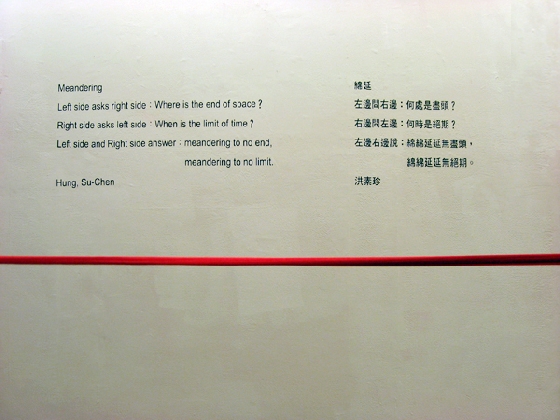 Meandering
Left side asks right side : Where is the end of space ?
Right side asks left side : When is the limit of time ?
Left side and Right side answer : meandering to no end,
meandering to no limit.
Hung, Su-Chen
綿延
左邊問右邊：何處是盡頭？
右邊問左邊：何時是絕期？
左邊右邊說：綿綿延延無盡頭，
綿綿延延無絕期。
洪素珍